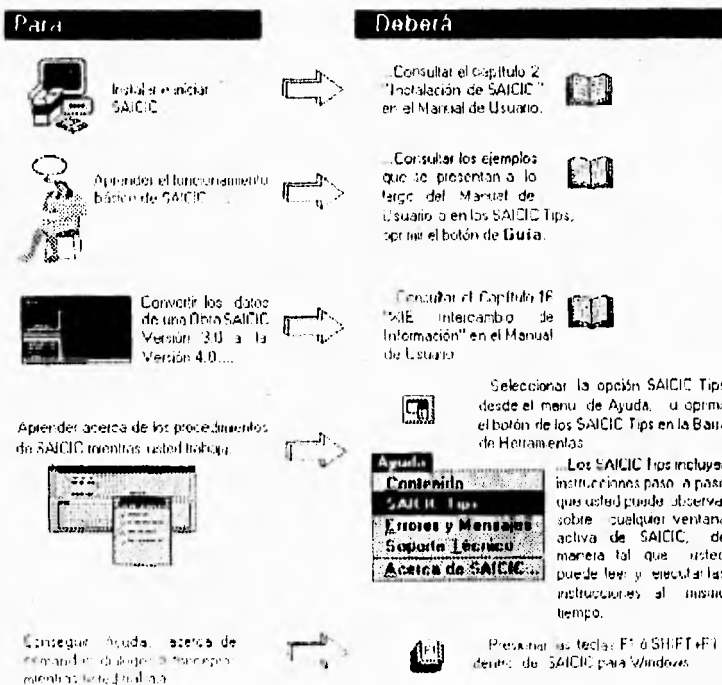 Para
Deberá
Instalar e iniciar
SAICIC
...Consultar el capítulo 2
"Instalación de SAICIC"
en el Manual de Usuario.
Aprender el funcionamiento
básico de SAICIC....
...Consultar los ejemplos
que se presentan a lo
largo del Manual de
Usuario o en los SAICIC Tips,
oprimir el botón de Guía.
Convertir los datos
de una Obra SAICIC
Versión 3.0 a la
Versión 4.0....
Consultar el Capítulo 16
Intercambio de
Información" en el Manual
de Usuario
Aprender acerca de los procedimientos
de SAICIC mientras usted trabaja.
Seleccionar la opción SAICIC Tips
desde el menu de Ayuda, u oprima
el botón de los SAICIC Tips en la Barra
de Herramientas
Ayuda
Contenido
SAICIC Tips
Errores y Mensajes
Soporte Técnico
Acerca de SAICIC...
...Los SAICIC Tips incluyen
instrucciones paso a paso
que usted puede observar
sobre cualquier ventana
activa de SAICIC, de
manera tal que usted
puede leer y ejecutar las
instrucciones al mismo
tiempo.
Conseguir Ayuda acerca de
comandos, diálogos
mientras usted trabaja
F1
Presionar las teclas F1 ó SHIFT+F1
dentro de SAICIC para Windows